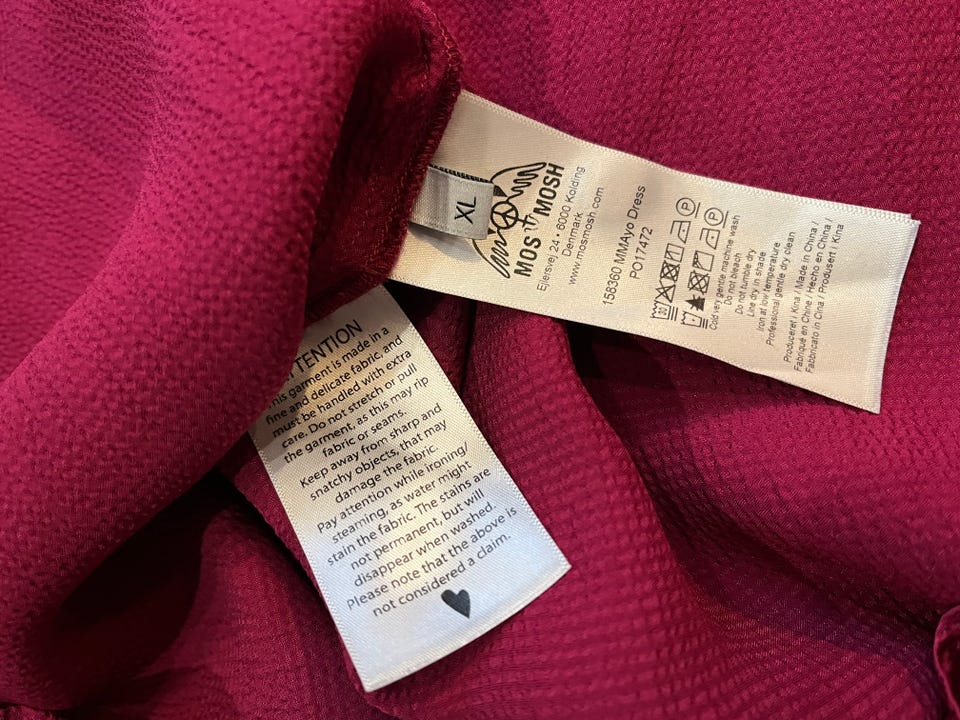 XL
MOS MOSH
Ejlersvej 24 • 6000 Kolding
Denmark
www.mosmosh.com
158360 MMAyo Dress
PO17472
30
P
P
Cold very gentle machine wash
Do not bleach
Do not tumble dry
Line dry in shade
Iron at low temperature
Professional gentle dry clean
Produceret i Kina / Made in China /
Fabriqué en Chine / Hecho en China /
Fabbricato in Cina / Produsert i Kina
ATTENTION
This garment is made in a
fine and delicate fabric, and
must be handled with extra
care. Do not stretch or pull
the garment, as this may rip
fabric or seams.
Keep away from sharp and
snatchy objects, that may
damage the fabric.
Pay attention while ironing/
steaming, as water might
stain the fabric. The stains are
not permanent, but will
disappear when washed.
Please note that the above is
not considered a claim.